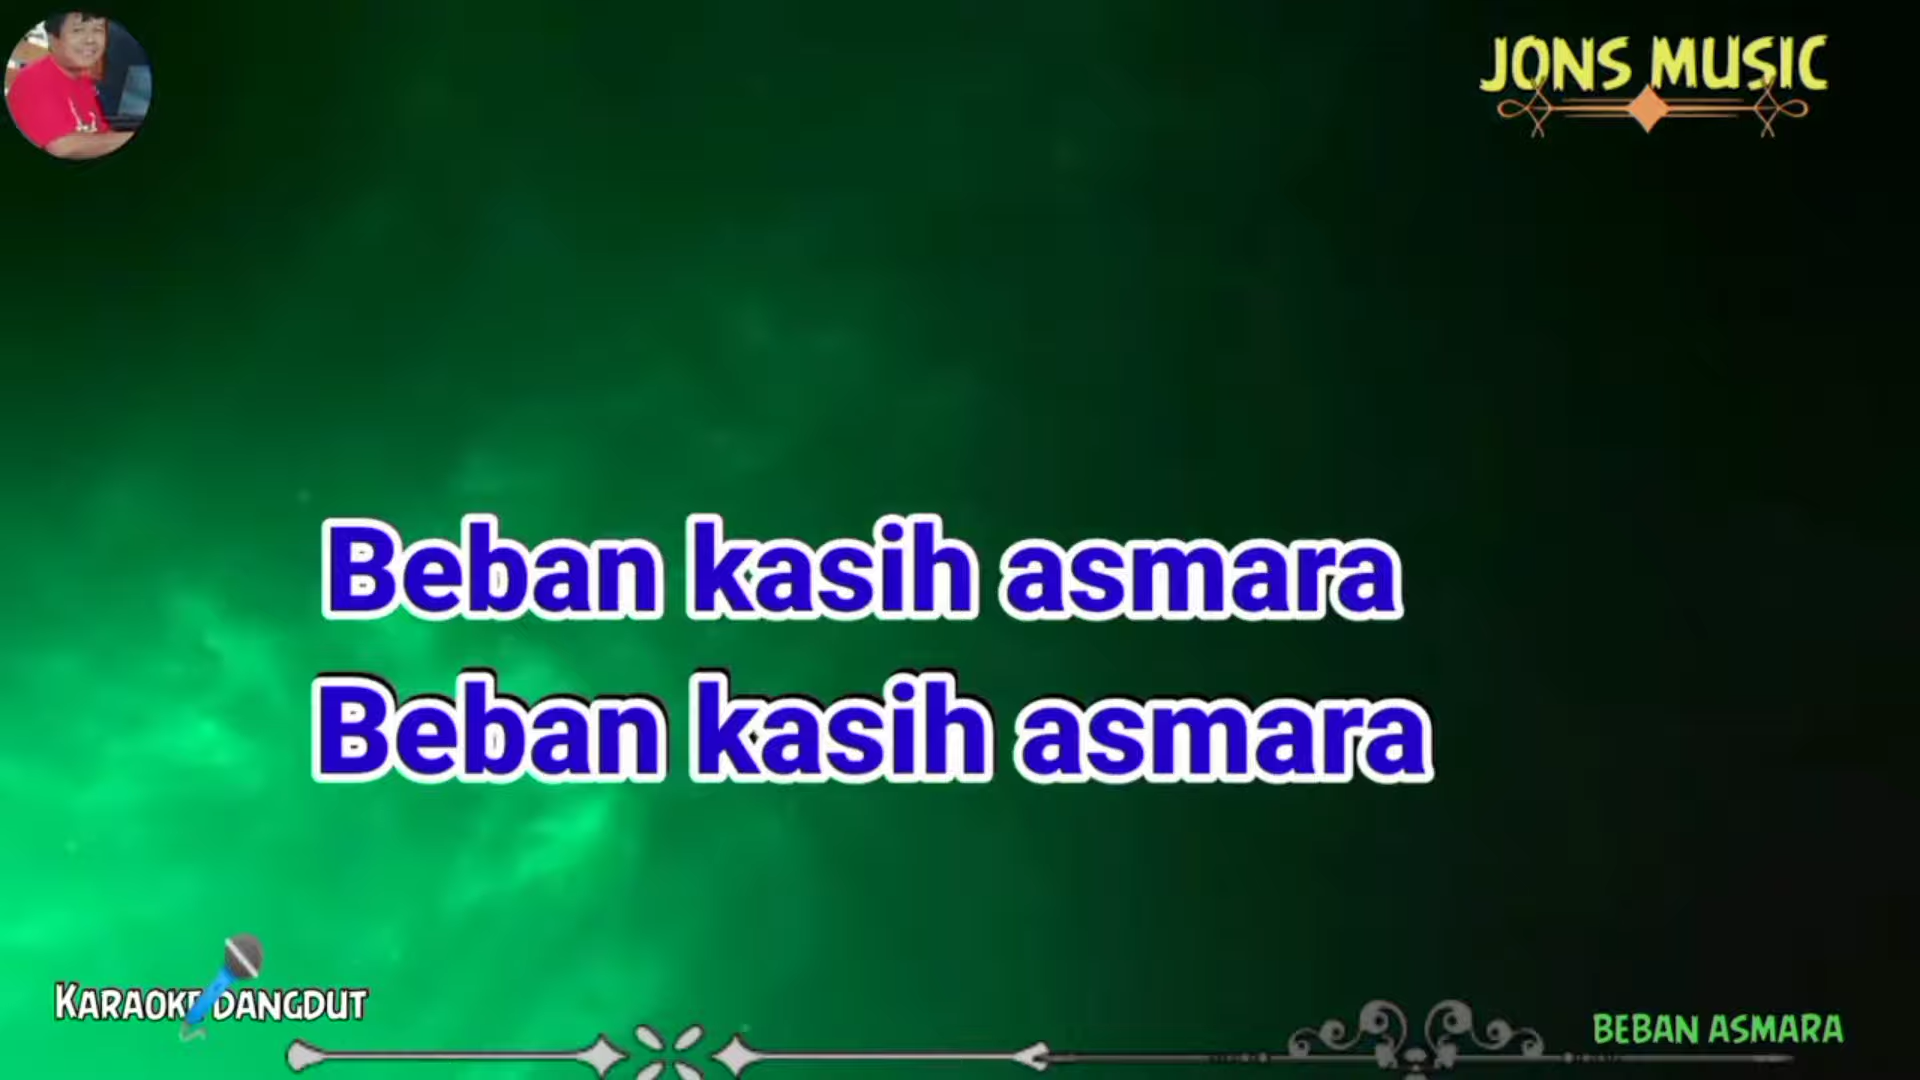 JONS MUSIC
Beban kasih asmara
Beban kasih asmara
KARAOKE DANGDUT
BEBAN ASMARA